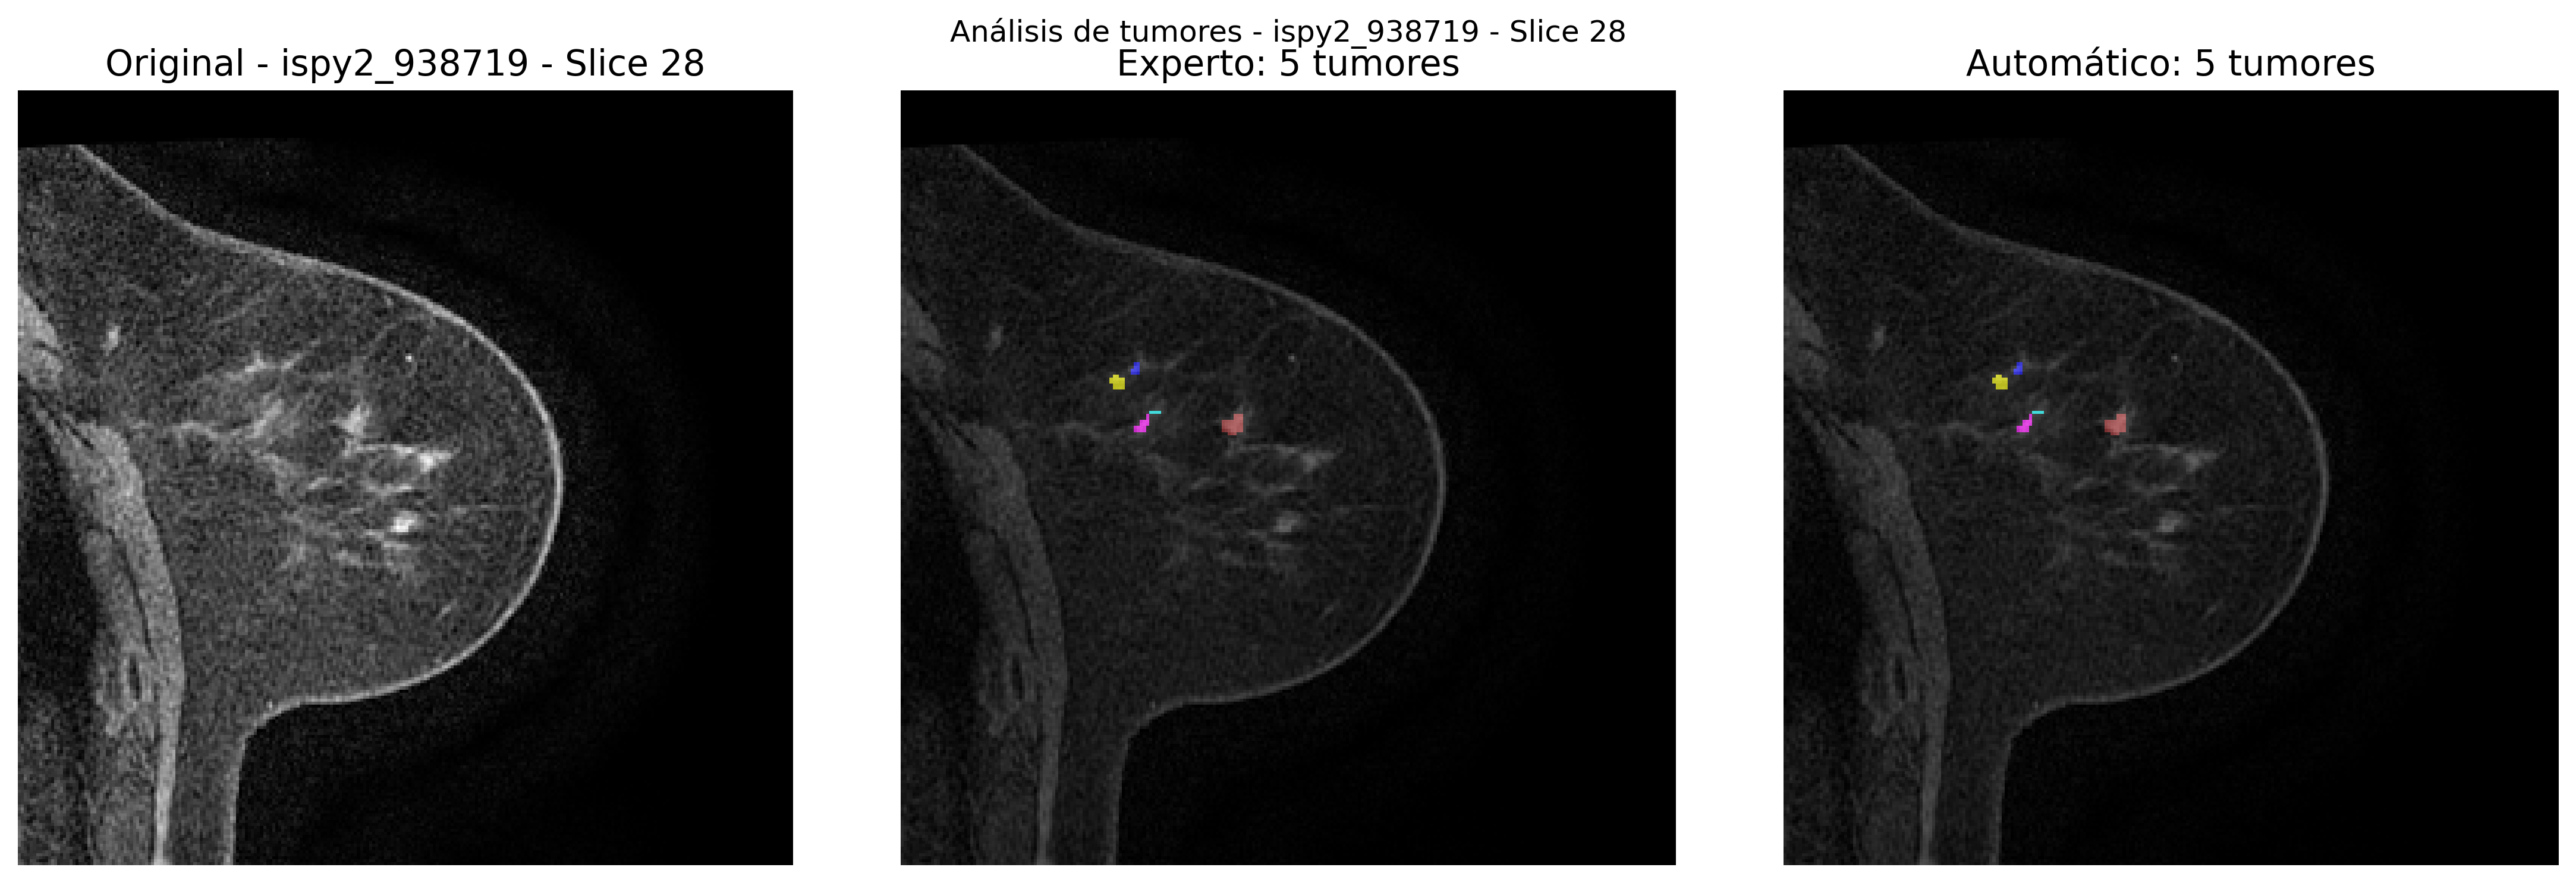 Análisis de tumores - ispy2_938719 - Slice 28
Original - ispy2_938719 - Slice 28
Experto: 5 tumores
Automático: 5 tumores